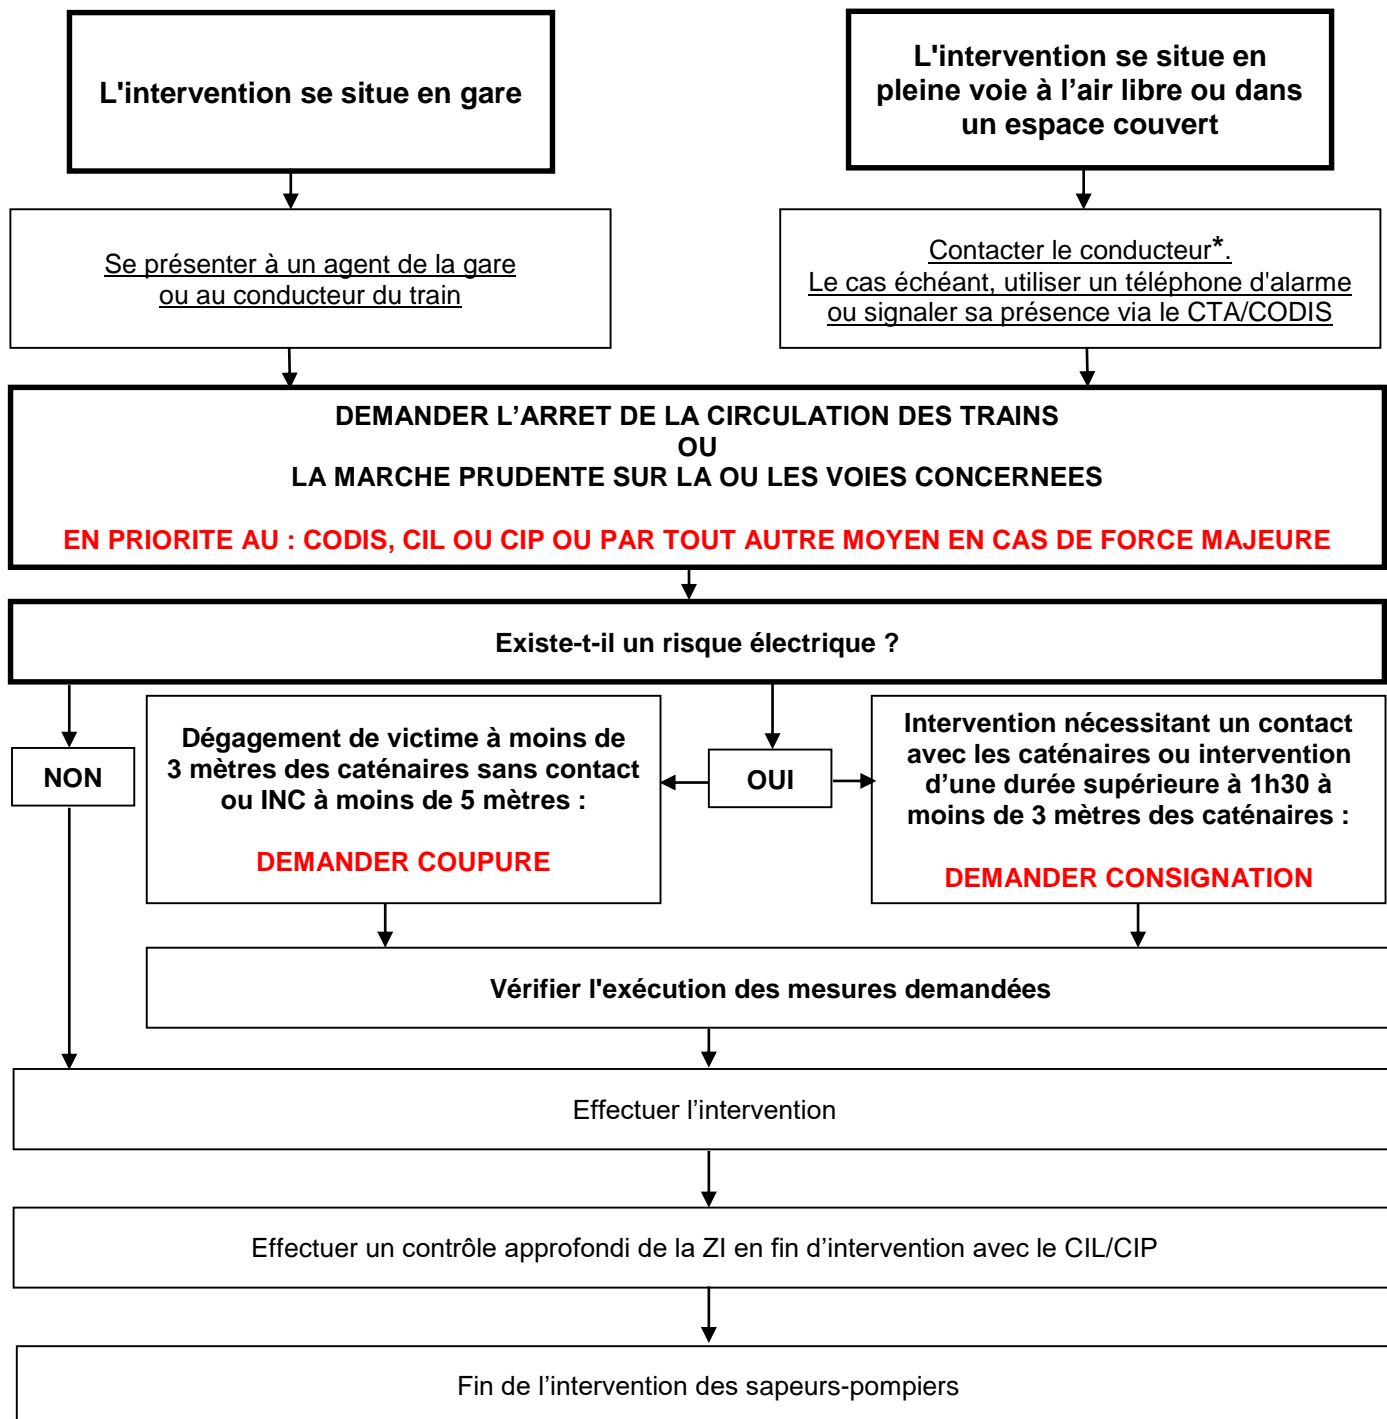 L'intervention se situe en gare
L'intervention se situe en
pleine voie à l’air libre ou dans
un espace couvert
Se présenter à un agent de la gare
ou au conducteur du train
Contacter le conducteur*.
Le cas échéant, utiliser un téléphone d'alarme
ou signaler sa présence via le CTA/CODIS
DEMANDER L’ARRET DE LA CIRCULATION DES TRAINS
OU
LA MARCHE PRUDENTE SUR LA OU LES VOIES CONCERNEES
EN PRIORITE AU : CODIS, CIL OU CIP OU PAR TOUT AUTRE MOYEN EN CAS DE FORCE MAJEURE
Existe-t-il un risque électrique ?
NON
Dégagement de victime à moins de
3 mètres des caténaires sans contact
ou INC à moins de 5 mètres :
DEMANDER COUPURE
OUI
Intervention nécessitant un contact
avec les caténaires ou intervention
d’une durée supérieure à 1h30 à
moins de 3 mètres des caténaires :
DEMANDER CONSIGNATION
Vérifier l'exécution des mesures demandées
Effectuer l’intervention
Effectuer un contrôle approfondi de la ZI en fin d’intervention avec le CIL/CIP
Fin de l’intervention des sapeurs-pompiers